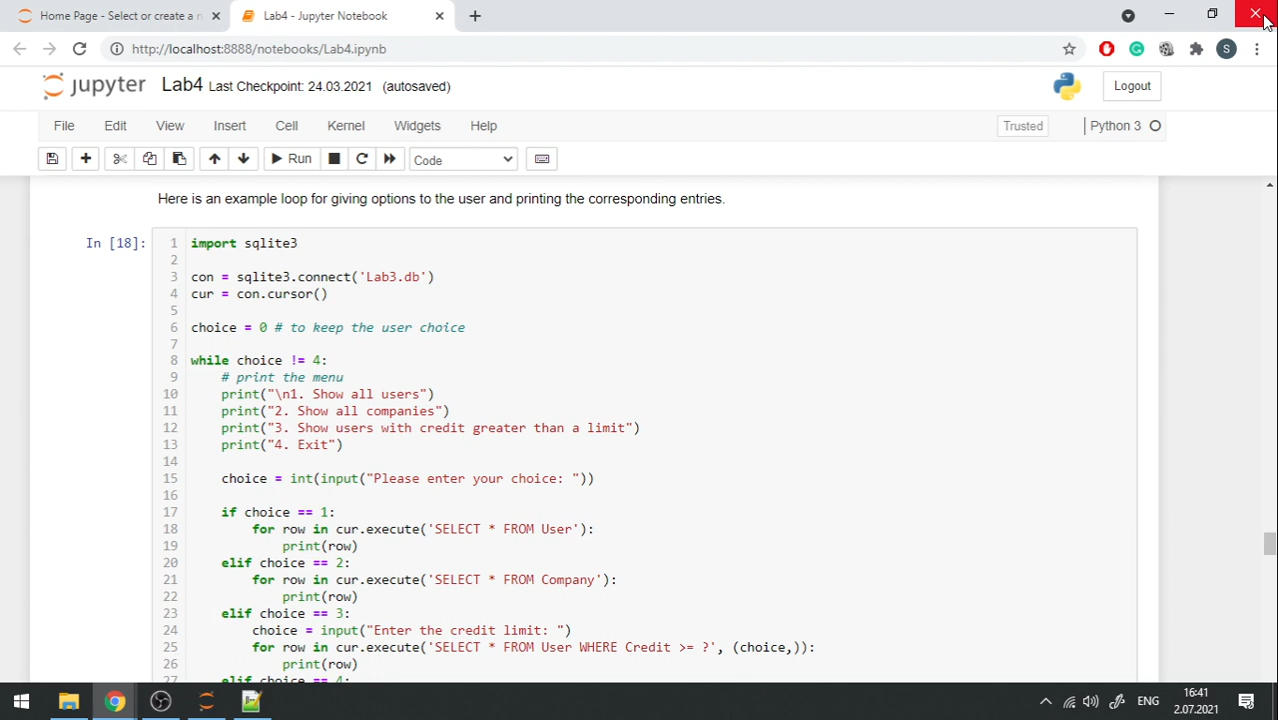 Home Page - Select or create a n
Lab4 - Jupyter Notebook
http://localhost:8888/notebooks/Lab4.ipynb
S
jupyter Lab4 Last Checkpoint: 24.03.2021 (autosaved)
Logout
File Edit View Insert Cell Kernel Widgets Help
Trusted
Python 3
Run
Code
Here is an example loop for giving options to the user and printing the corresponding entries.
In [18]:
1 import sqlite3
2
3 con = sqlite3.connect('Lab3.db')
4 cur = con.cursor()
5
6 choice = 0 # to keep the user choice
7
8 while choice != 4:
9     # print the menu
10     print("\n1. Show all users")
11     print("2. Show all companies")
12     print("3. Show users with credit greater than a limit")
13     print("4. Exit")
14
15     choice = int(input("Please enter your choice: "))
16
17     if choice == 1:
18         for row in cur.execute('SELECT * FROM User'):
19             print(row)
20     elif choice == 2:
21         for row in cur.execute('SELECT * FROM Company'):
22             print(row)
23     elif choice == 3:
24         choice = input("Enter the credit limit: ")
25         for row in cur.execute('SELECT * FROM User WHERE Credit >= ?', (choice,)):
26             print(row)
27     elif choice == 4:
ENG
16:41
2.07.2021